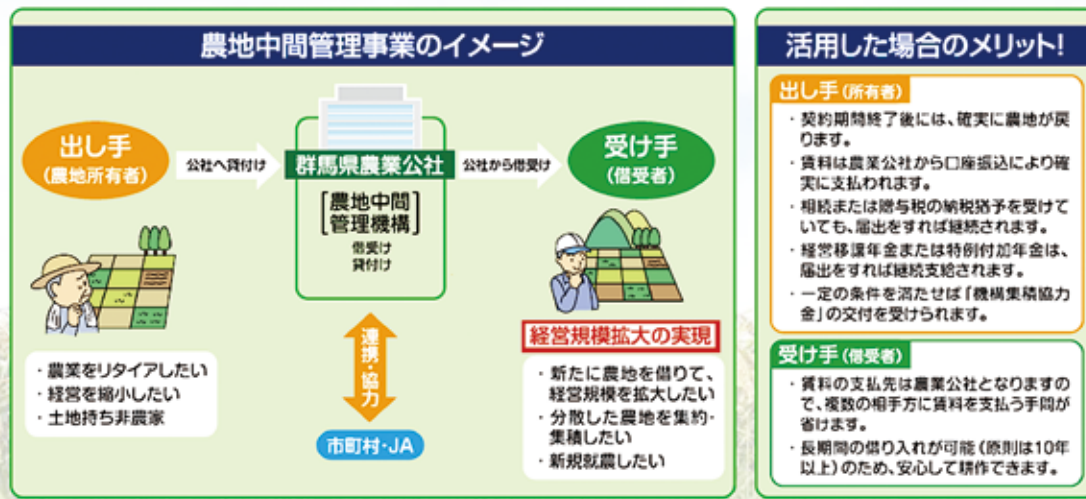 農地中間管理事業のイメージ
出し手
(農地所有者)
公社へ貸付け
群馬県農業公社
[農地中間
管理機構]
借受け
貸付け
公社から借受け
受け手
(借受者)
・農業をリタイアしたい
・経営を縮小したい
・土地持ち非農家
連携・協力
市町村・JA
経営規模拡大の実現
・新たに農地を借りて、
経営規模を拡大したい
・分散した農地を集約・
集積したい
・新規就農したい
活用した場合のメリット!
出し手(所有者)
・契約期間終了後には、確実に農地が戻
ります。
・賃料は農業公社から口座振込により確
実に支払われます。
・相続または贈与税の納税猶予を受けて
いても、届出をすれば継続されます。
・経営移譲年金または特例付加年金は、
届出をすれば継続支給されます。
・一定の条件を満たせば「機構集積協力
金」の交付を受けられます。
受け手(借受者)
・賃料の支払先は農業公社となりますの
で、複数の相手方に賃料を支払う手間が
省けます。
・長期間の借り入れが可能(原則は10年
以上)のため、安心して耕作できます。